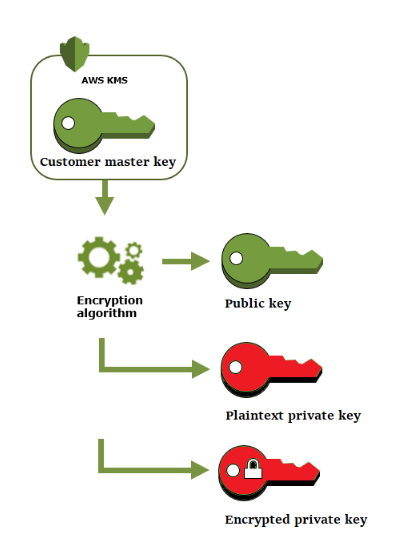 AWS KMS
Customer master key
Encryption
algorithm
Public key
Plaintext private key
Encrypted private key